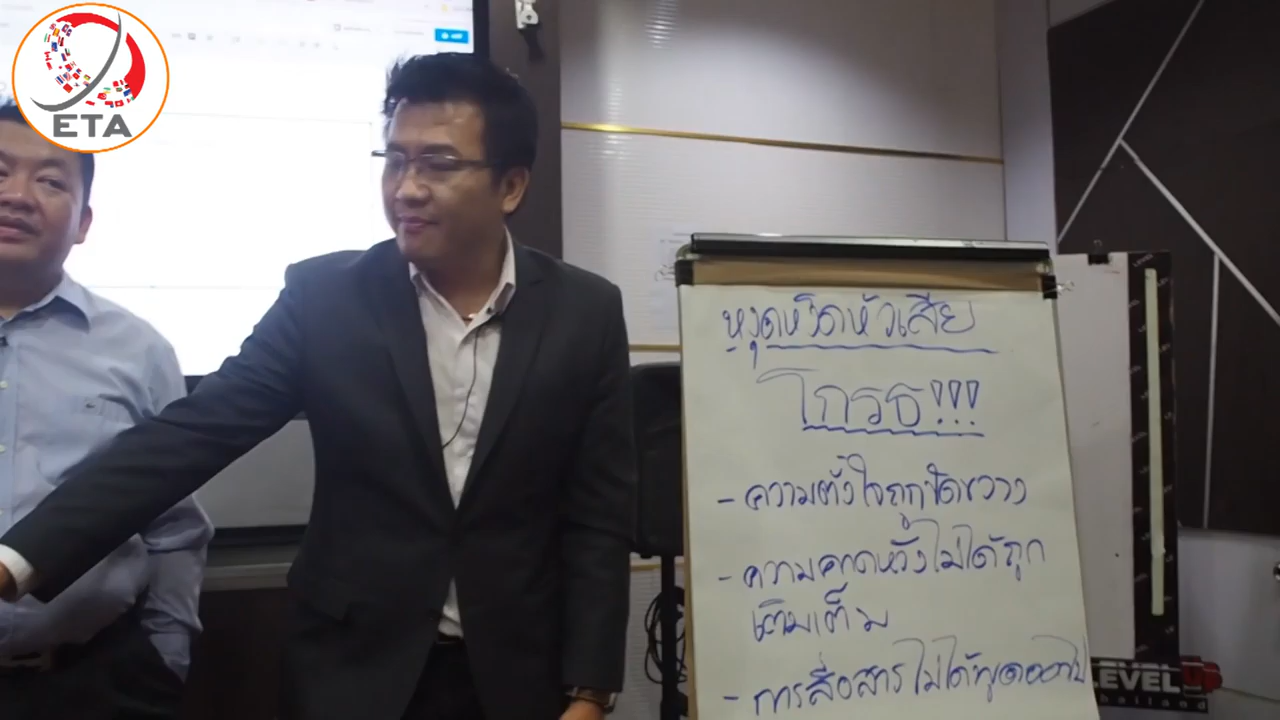 ETA
หงุดหงิดหัวเสีย
โกรธ!!!
- ความตั้งใจถูกขัดขวาง
- ความคาดหวังไม่ได้ถูก
เติมเต็ม
- การสื่อสารไม่ได้พูดออกไป
LEVEL UP
Thailand